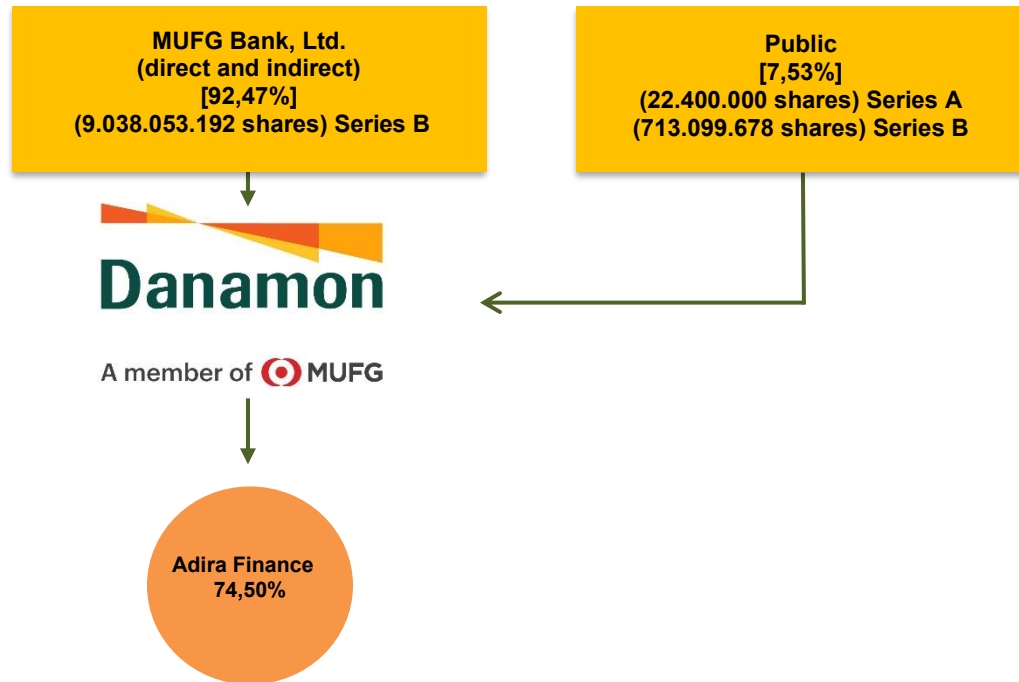 MUFG Bank, Ltd.
(direct and indirect)
[92,47%]
(9.038.053.192 shares) Series B
Public
[7,53%]
(22.400.000 shares) Series A
(713.099.678 shares) Series B
Danamon
A member of MUFG
Adira Finance
74,50%